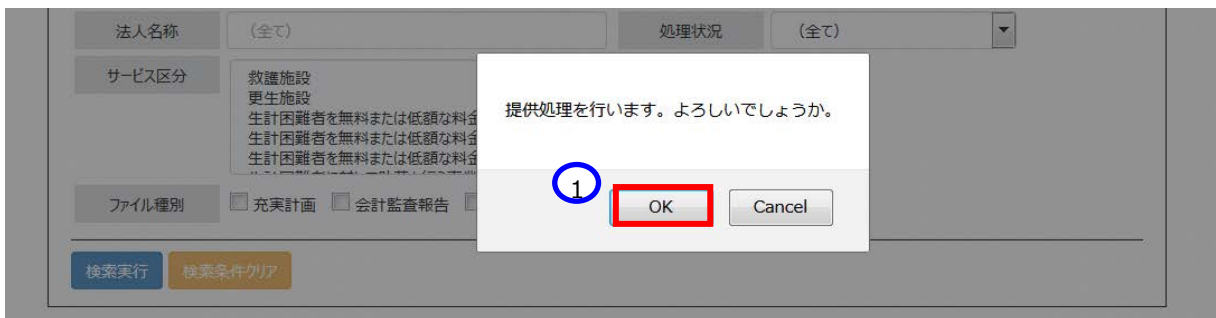 法人名称
(全て)
処理状況
(全て)
サービス区分
救護施設
更生施設
生計困難者を無料または低額な料金
生計困難者を無料または低額な料金
生計困難者を無料または低額な料金
提供処理を行います。よろしいでしょうか。
1
OK
Cancel
ファイル種別
充実計画
会計監査報告
検索実行
検索条件クリア